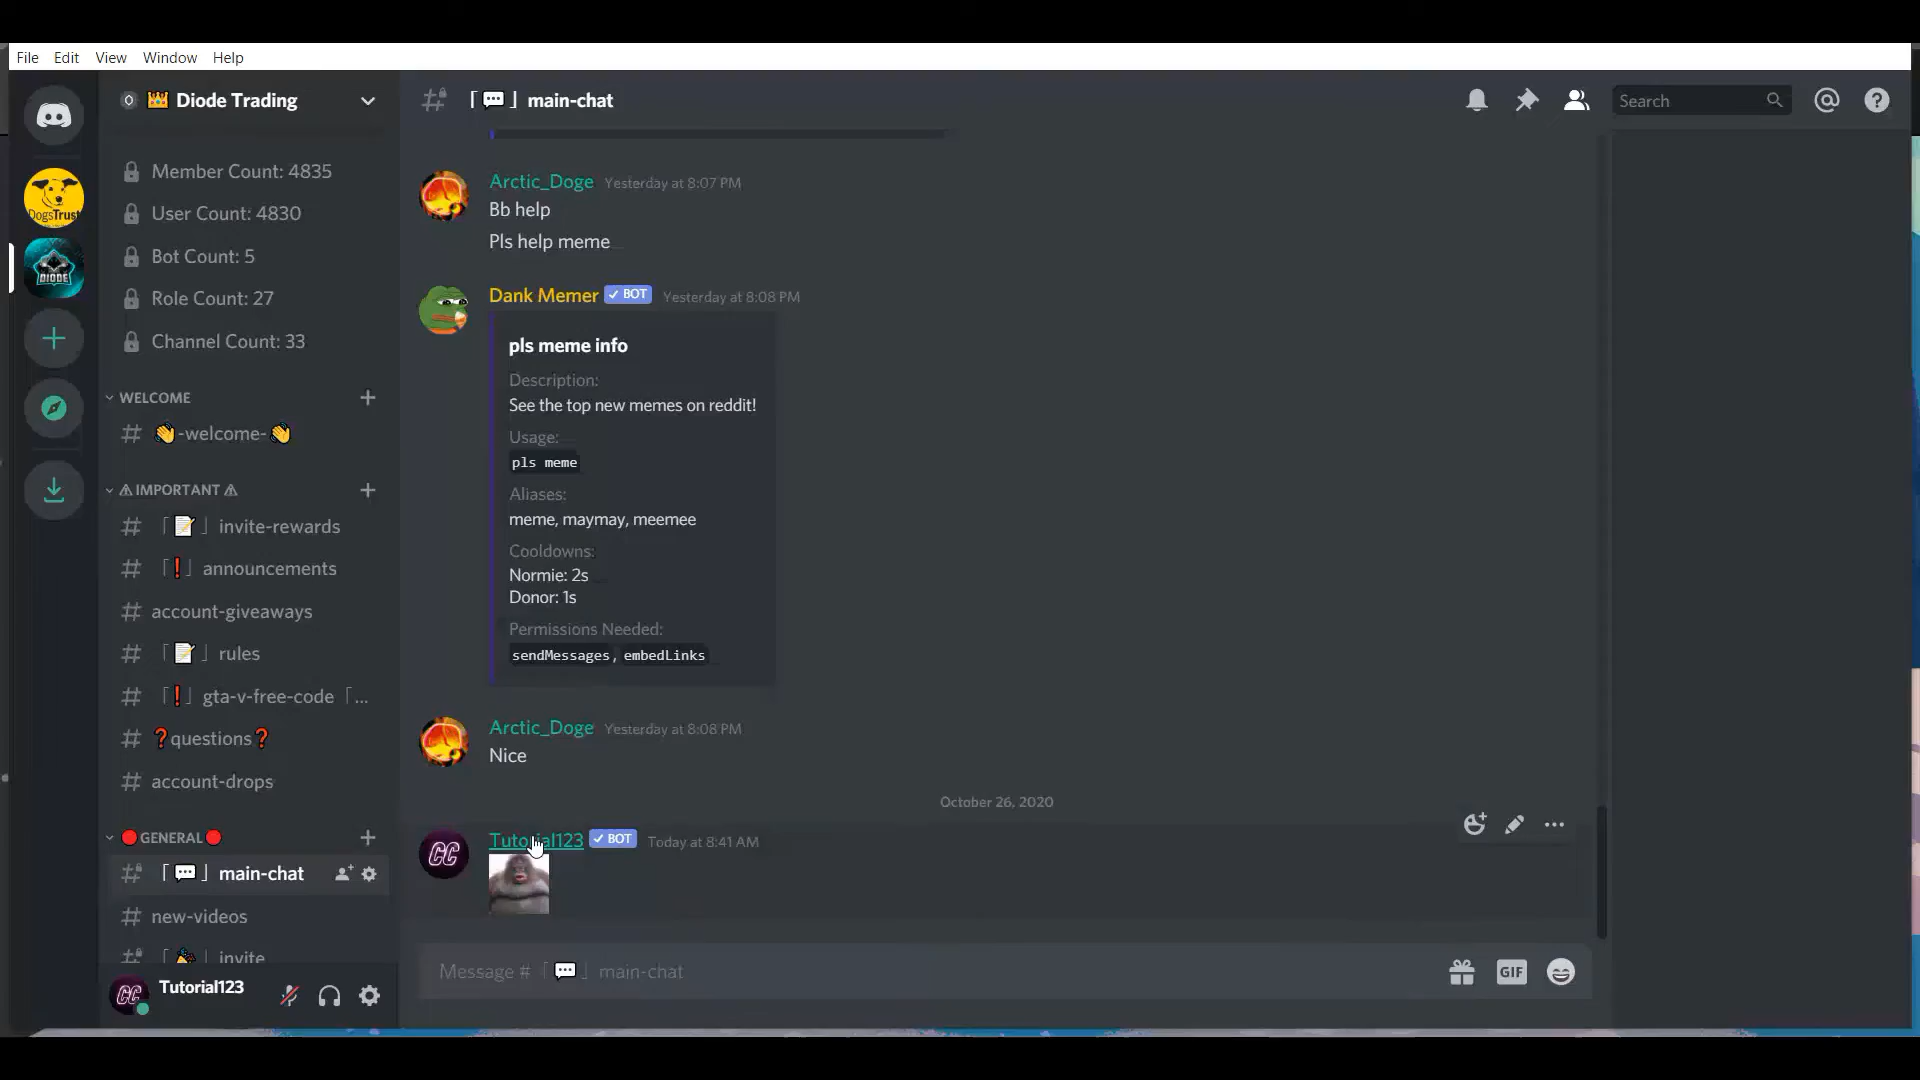 File Edit View Window Help
👑 Diode Trading
Member Count: 4835
User Count: 4830
Bot Count: 5
Role Count: 27
Channel Count: 33
WELCOME
👋-welcome-👋
⚠IMPORTANT⚠
「📝」invite-rewards
「❗」announcements
account-giveaways
「📝」rules
「❗」gta-v-free-code「...
❓questions❓
account-drops
🔴GENERAL🔴
「💬」main-chat
new-videos
「🎉」invite
Tutorial123
DogsTrust
DIODE
「💬」main-chat
Search
Arctic_Doge Yesterday at 8:07 PM
Bb help
Pls help meme
Dank Memer ✓ BOT Yesterday at 8:08 PM
pls meme info
Description:
See the top new memes on reddit!
Usage:
pls meme
Aliases:
meme, maymay, meemee
Cooldowns:
Normie: 2s
Donor: 1s
Permissions Needed:
sendMessages, embedLinks
Arctic_Doge Yesterday at 8:08 PM
Nice
October 26, 2020
Tutorial123 ✓ BOT Today at 8:41 AM
Message #「💬」main-chat
GIF